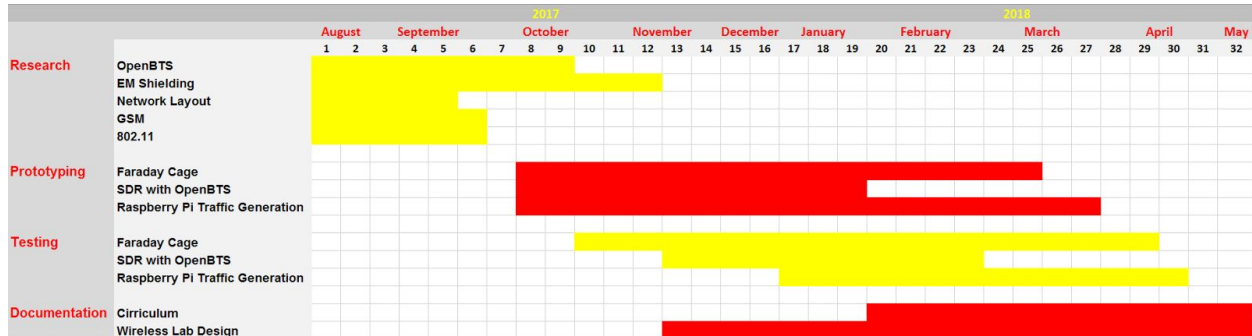 2017 2018
August September October November December January February March April May
1 2 3 4 5 6 7 8 9 10 11 12 13 14 15 16 17 18 19 20 21 22 23 24 25 26 27 28 29 30 31 32
Research OpenBTS
EM Shielding
Network Layout
GSM
802.11
Prototyping Faraday Cage
SDR with OpenBTS
Raspberry Pi Traffic Generation
Testing Faraday Cage
SDR with OpenBTS
Raspberry Pi Traffic Generation
Documentation Cirriculum
Wireless Lab Design